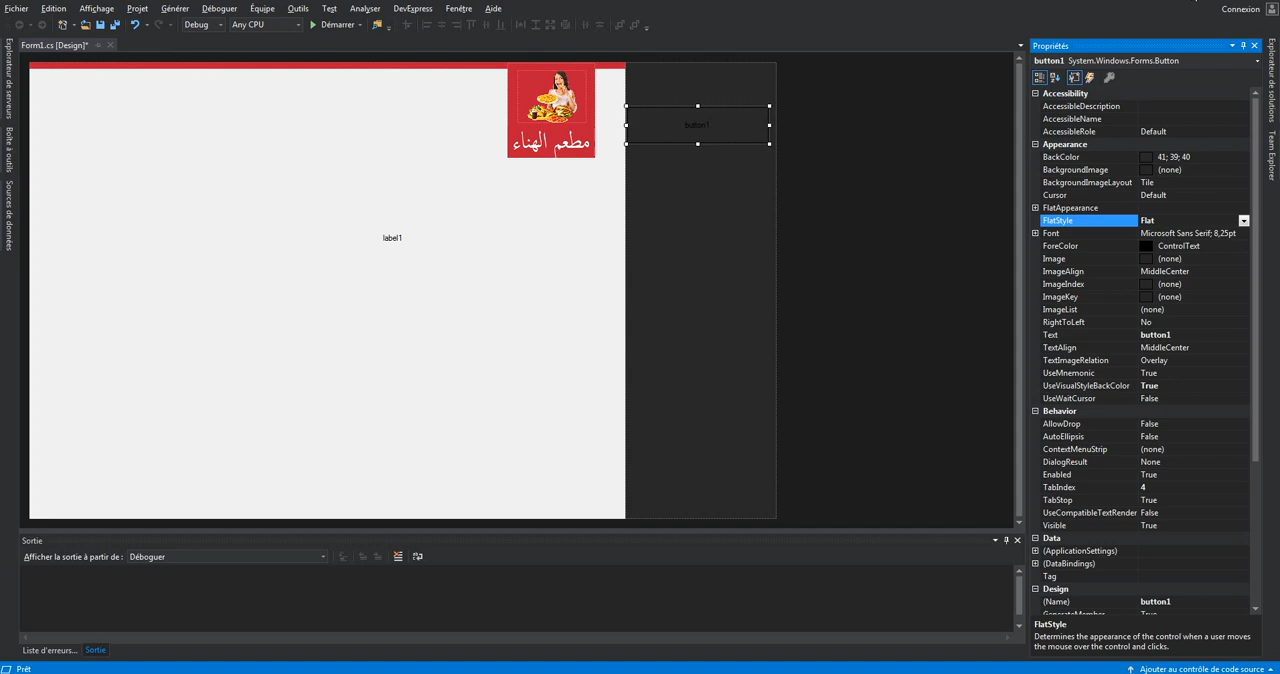 Fichier Edition Affichage Projet Générer Déboguer Équipe Outils Test Analyser DevExpress Fenêtre Aide
Connexion
Debug Any CPU Démarrer
Form1.cs [Design]*
Explorateur de serveurs
Boîte à outils
Sources de données
مطعم الهناء
button1
label1
Propriétés
button1 System.Windows.Forms.Button
Accessibility
AccessibleDescription
AccessibleName
AccessibleRole Default
Appearance
BackColor 41; 39; 40
BackgroundImage (none)
BackgroundImageLayout Tile
Cursor Default
FlatAppearance
FlatStyle Flat
Font Microsoft Sans Serif; 8,25pt
ForeColor ControlText
Image (none)
ImageAlign MiddleCenter
ImageIndex (none)
ImageKey (none)
ImageList (none)
RightToLeft No
Text button1
TextAlign MiddleCenter
TextImageRelation Overlay
UseMnemonic True
UseVisualStyleBackColor True
UseWaitCursor False
Behavior
AllowDrop False
AutoEllipsis False
ContextMenuStrip (none)
DialogResult None
Enabled True
TabIndex 4
TabStop True
UseCompatibleTextRender False
Visible True
Data
(ApplicationSettings)
(DataBindings)
Tag
Design
(Name) button1
GenerateMember True
FlatStyle
Determines the appearance of the control when a user moves
the mouse over the control and clicks.
Explorateur de solutions
Team Explorer
Sortie
Afficher la sortie à partir de : Déboguer
Liste d'erreurs... Sortie
Prêt
Ajouter au contrôle de code source